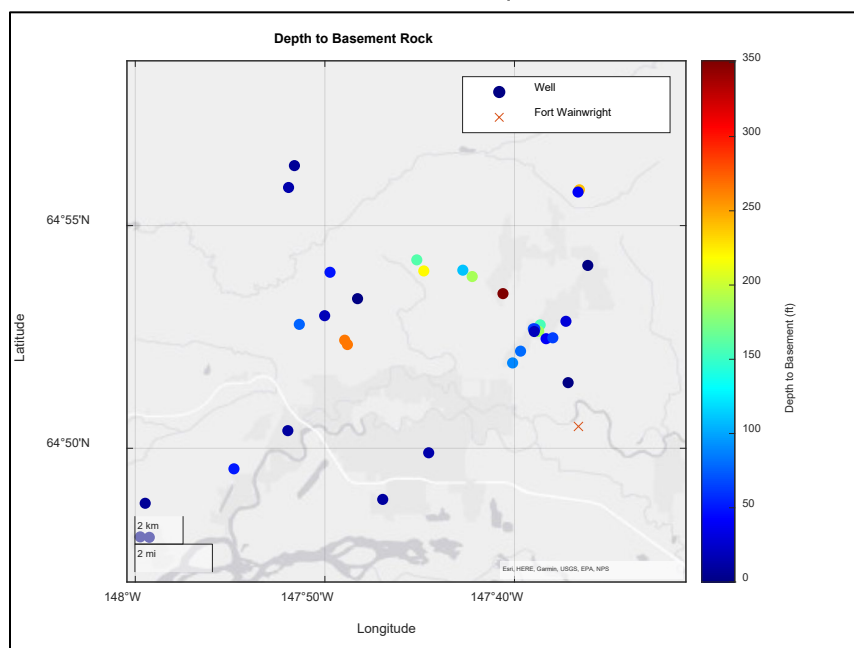 Depth to Basement Rock
Well
Fort Wainwright
350
300
250
200
150
100
50
0
Depth to Basement (ft)
64°55'N
64°50'N
Latitude
2 km
2 mi
Esri, HERE, Garmin, USGS, EPA, NPS
148°W
147°50'W
147°40'W
Longitude